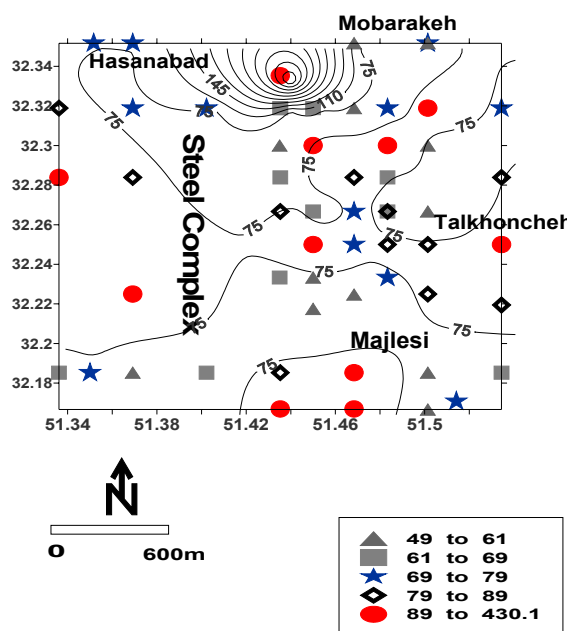 Mobarakeh
32.34
Hasanabad
75
75
145
110
75
32.32
75
75
75
32.3
75
32.28
Steel Complex
32.26
75
Talkhoncheh
32.24
75
75
32.22
75
75
32.2
Majlesi
75
32.18
51.34
51.38
51.42
51.46
51.5
N
0
600m
49 to 61
61 to 69
69 to 79
79 to 89
89 to 430.1